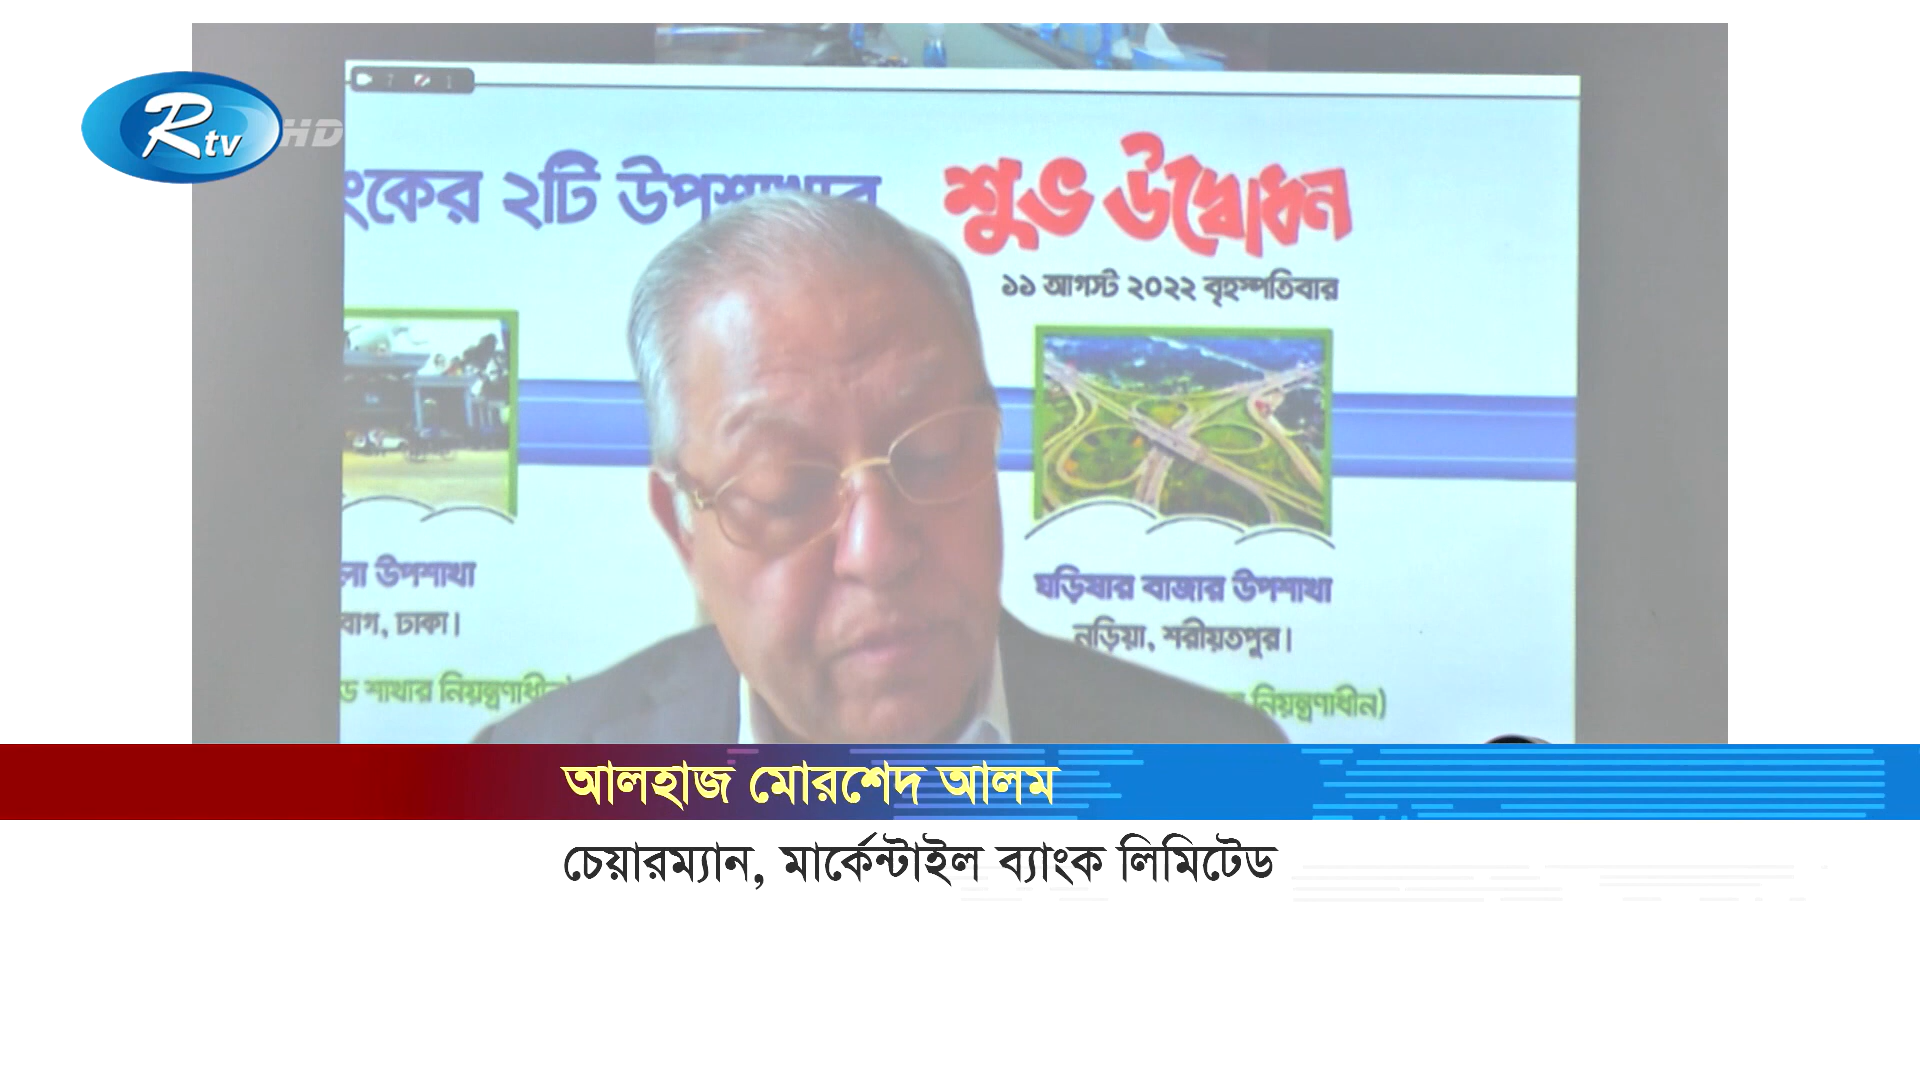 Rtv HD
ংকের ২টি উপশাখার
শুভ উদ্বোধন
১১ আগস্ট ২০২২ বৃহস্পতিবার
লা উপশাখা
বাগ, ঢাকা।
ড শাখার নিয়ন্ত্রণাধীন
ঘড়িষার বাজার উপশাখা
নড়িয়া, শরীয়তপুর।
নিয়ন্ত্রণাধীন)
আলহাজ মোরশেদ আলম
চেয়ারম্যান, মার্কেন্টাইল ব্যাংক লিমিটেড